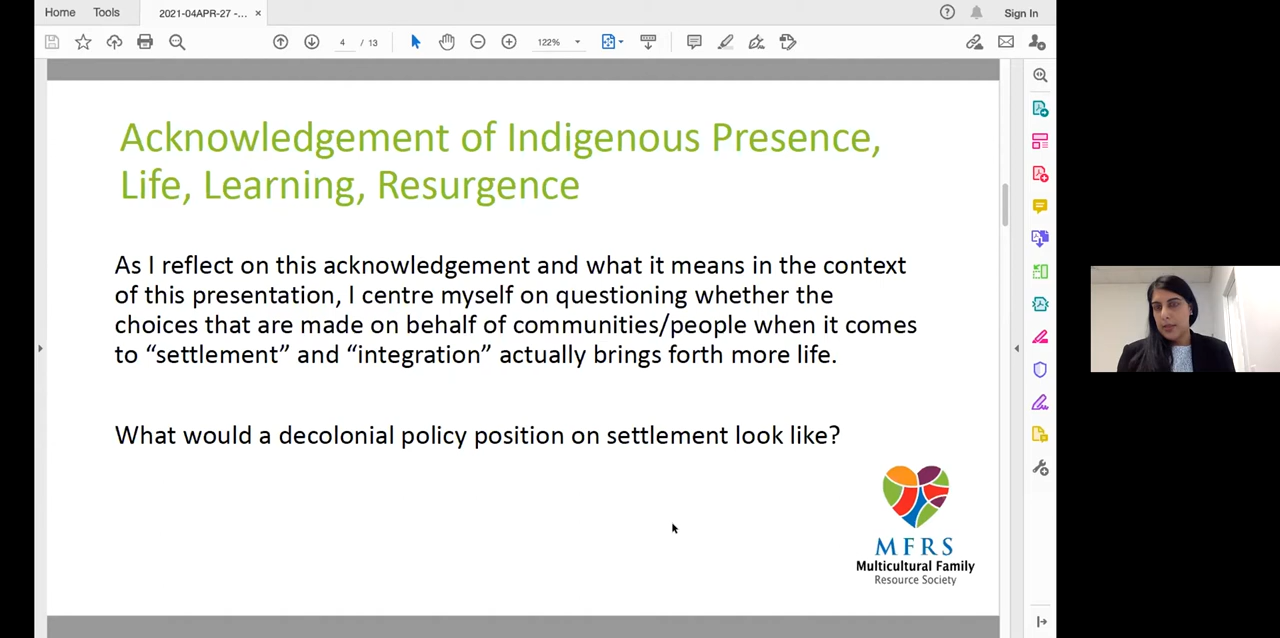 Home Tools 2021-04APR-27 -... × Sign In
4 / 13 122%
Acknowledgement of Indigenous Presence,
Life, Learning, Resurgence
As I reflect on this acknowledgement and what it means in the context
of this presentation, I centre myself on questioning whether the
choices that are made on behalf of communities/people when it comes
to “settlement” and “integration” actually brings forth more life.
What would a decolonial policy position on settlement look like?
MFRS
Multicultural Family
Resource Society